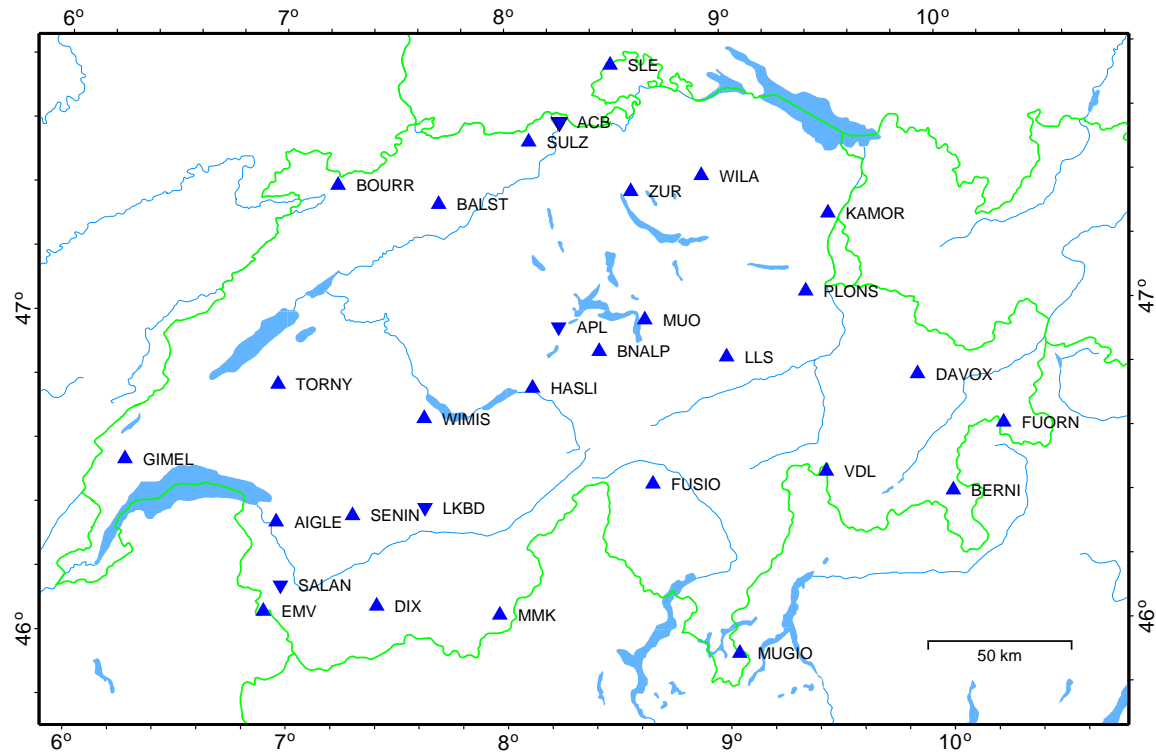 6° 7° 8° 9° 10°
SLE
ACB
SULZ
WILA
BOURR
ZUR
BALST
KAMOR
PLONS
47° 47°
MUO
APL
BNALP
LLS
DAVOX
TORNY
HASLI
WIMIS
FUORN
GIMEL
VDL
FUSIO
BERNI
LKBD
SENIN
AIGLE
SALAN
DIX
EMV
MMK
46° 46°
MUGIO
50 km
6° 7° 8° 9° 10°